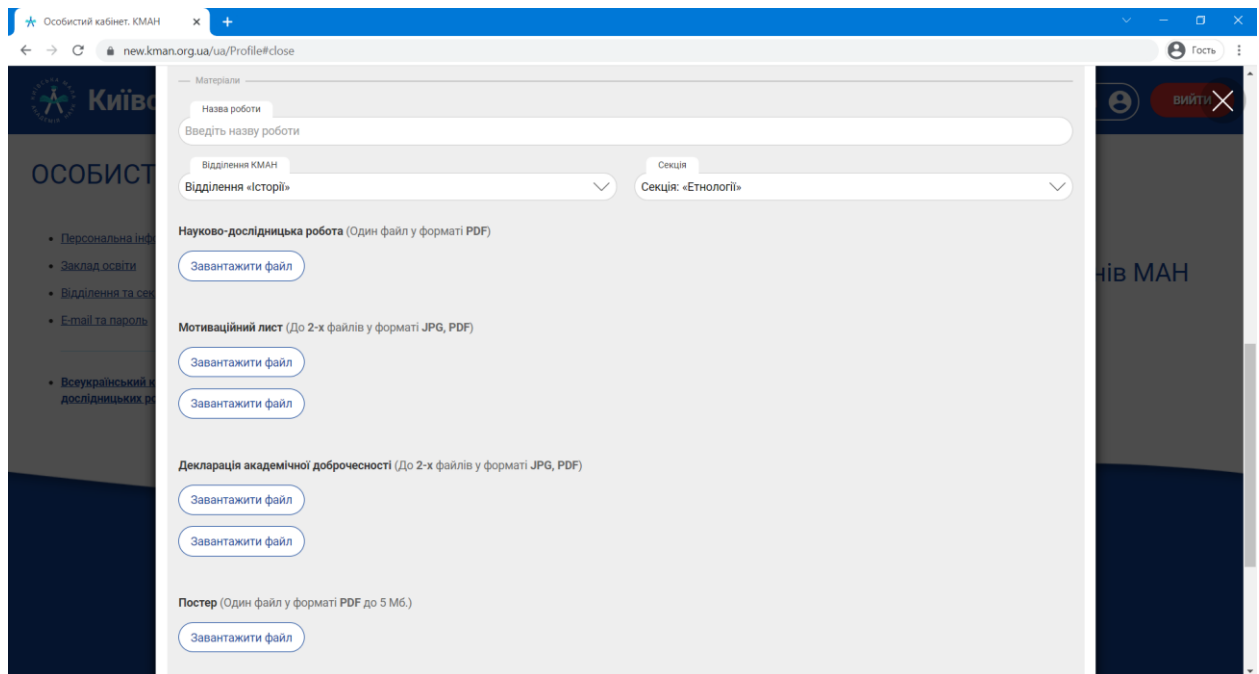 Особистий кабінет. КМАН
new.kman.org.ua/ua/Profile#close
Гость
Київс
ВИЙТИ
Матеріали
Назва роботи
Введіть назву роботи
Відділення КМАН
Секція
Відділення «Історії»
Секція: «Етнології»
ОСОБИСТ
Персональна інфо
Заклад освіти
Відділення та сек
E-mail та пароль
Всеукраїнський к
дослідницьких ро
нів МАН
Науково-дослідницька робота (Один файл у форматі PDF)
Завантажити файл
Мотиваційний лист (До 2-х файлів у форматі JPG, PDF)
Завантажити файл
Завантажити файл
Декларація академічної доброчесності (До 2-х файлів у форматі JPG, PDF)
Завантажити файл
Завантажити файл
Постер (Один файл у форматі PDF до 5 Мб.)
Завантажити файл